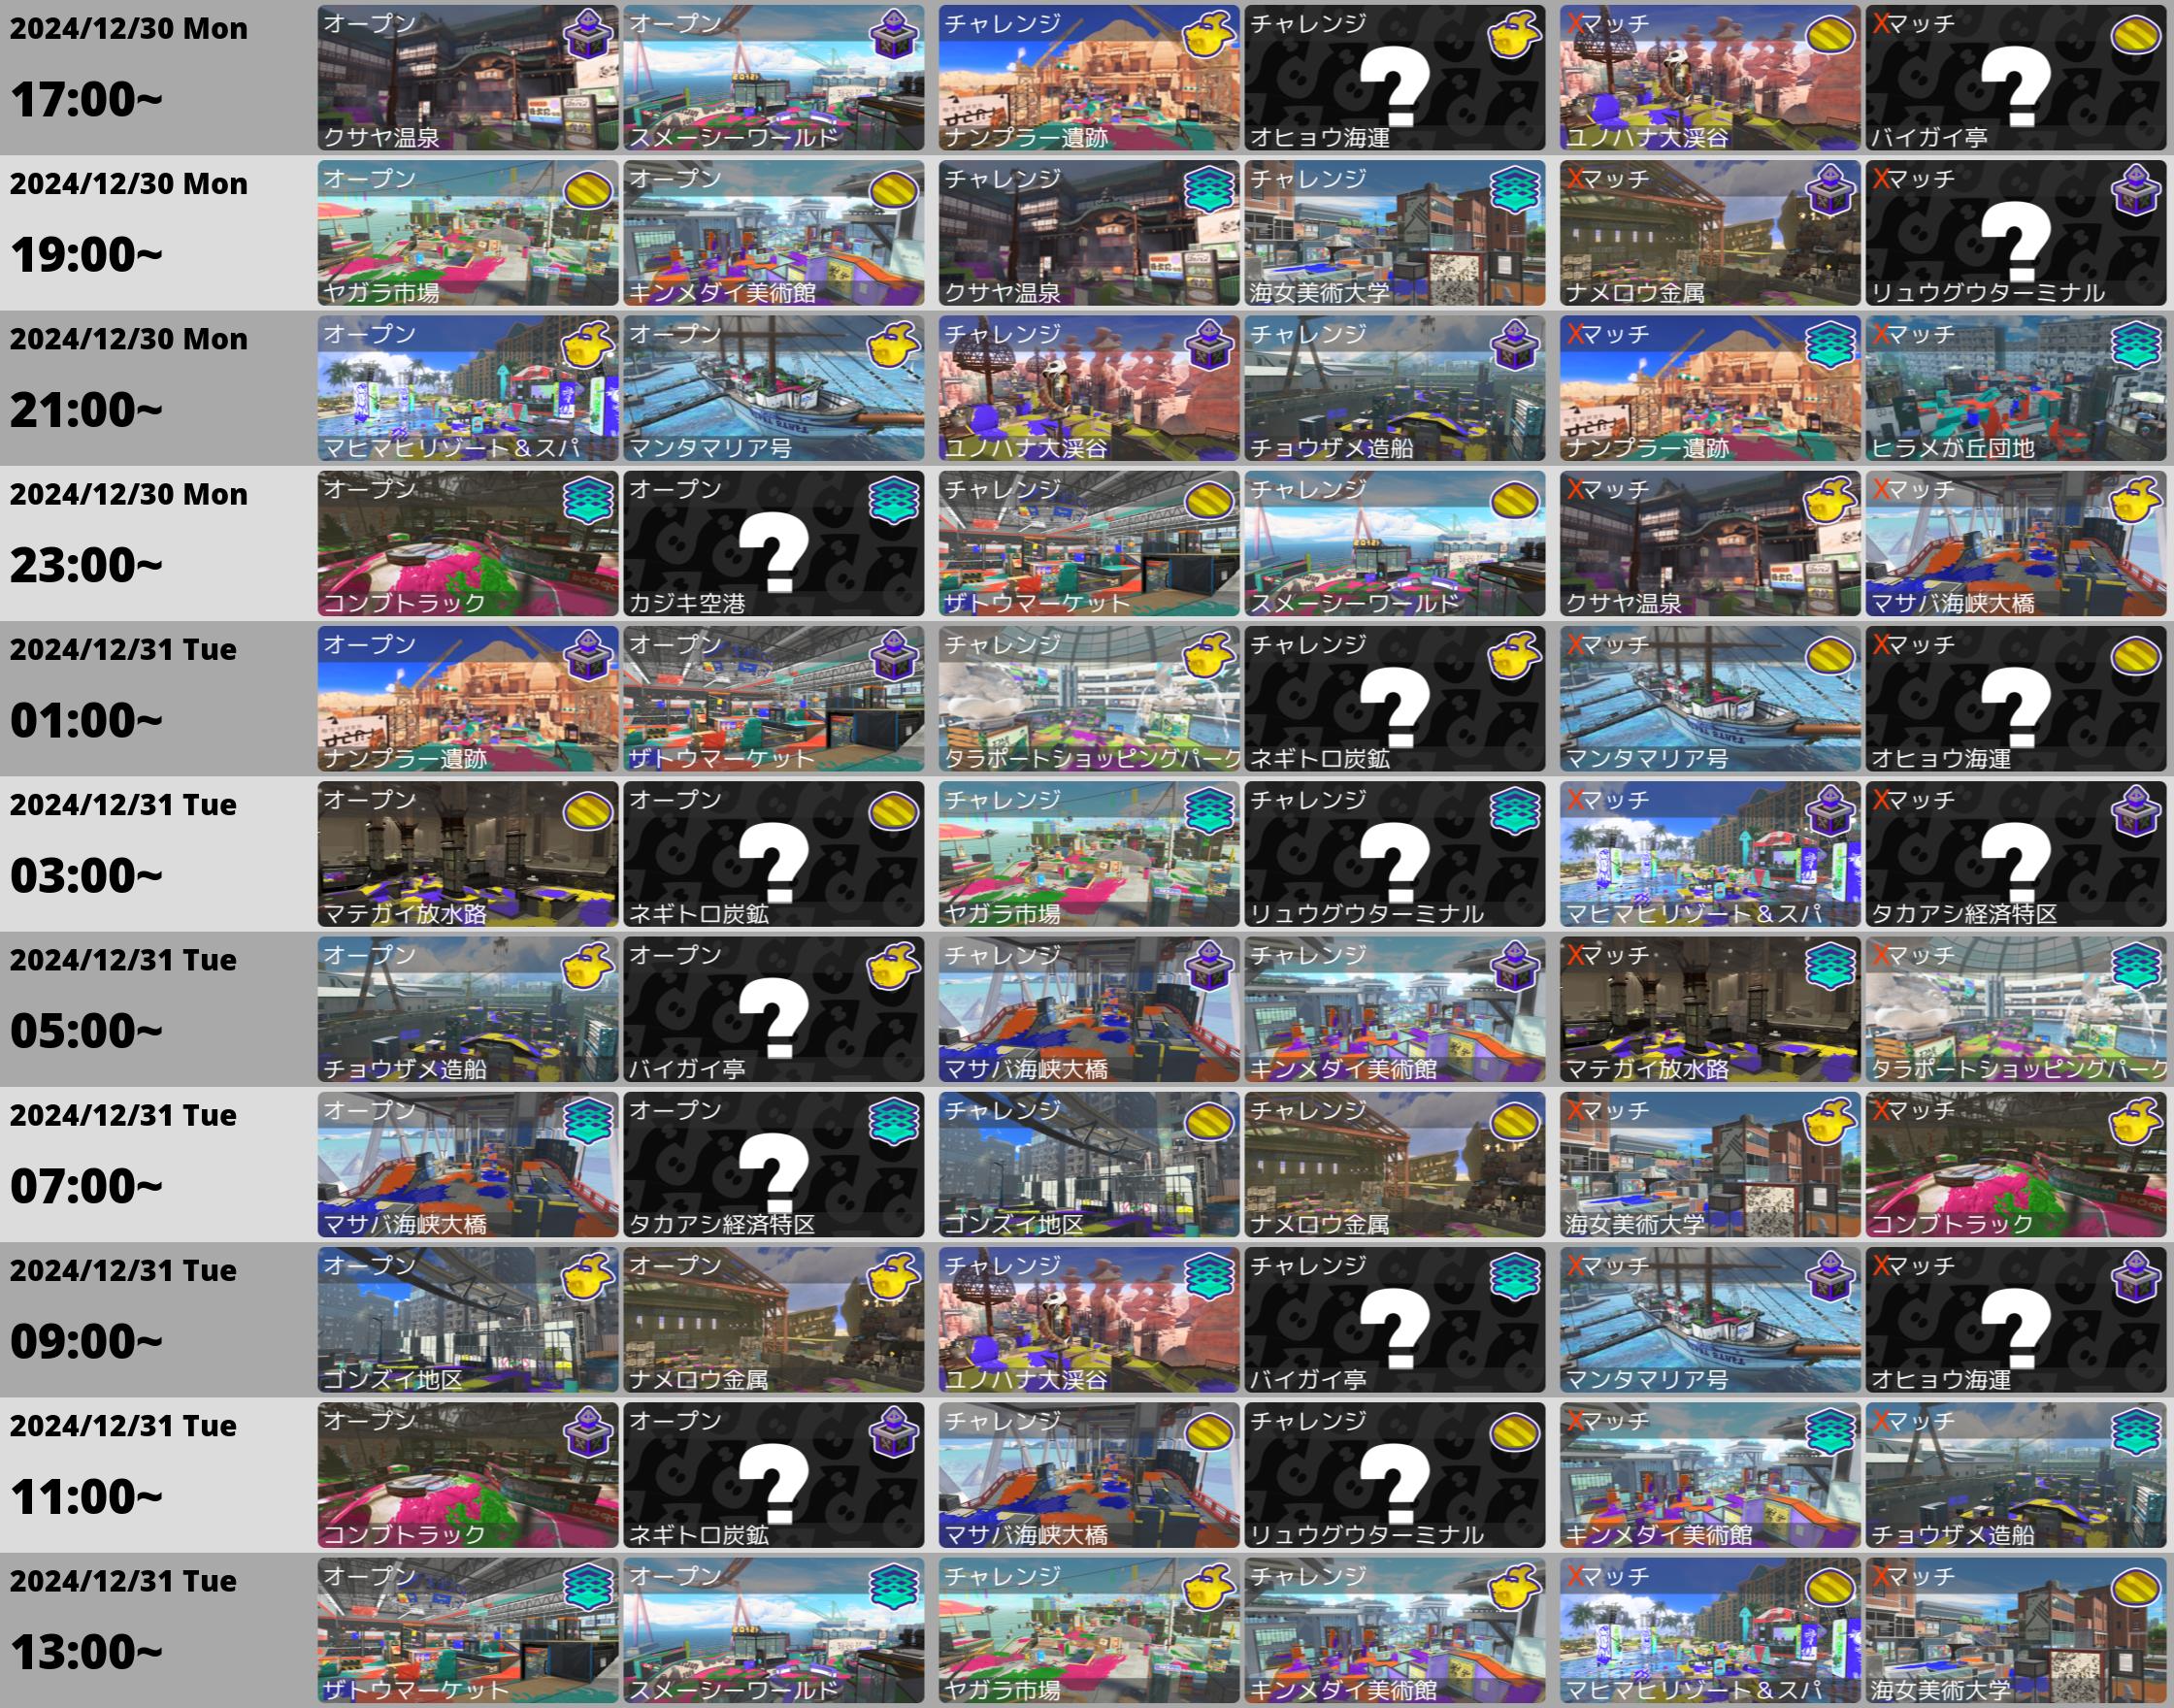 2024/12/30 Mon
17:00~
オープン オープン チャレンジ チャレンジ Xマッチ Xマッチ
クサヤ温泉 スメーシーワールド ナンプラー遺跡 オヒョウ海運 ユノハナ大渓谷 バイガイ亭
2024/12/30 Mon
19:00~
オープン オープン チャレンジ チャレンジ Xマッチ Xマッチ
ヤガラ市場 キンメダイ美術館 クサヤ温泉 海女美術大学 ナメロウ金属 リュウグウターミナル
2024/12/30 Mon
21:00~
オープン オープン チャレンジ チャレンジ Xマッチ Xマッチ
マヒマヒリゾート＆スパ マンタマリア号 ユノハナ大渓谷 チョウザメ造船 ナンプラー遺跡 ヒラメが丘団地
2024/12/30 Mon
23:00~
オープン オープン チャレンジ チャレンジ Xマッチ Xマッチ
コンブトラック カジキ空港 ザトウマーケット スメーシーワールド クサヤ温泉 マサバ海峡大橋
2024/12/31 Tue
01:00~
オープン オープン チャレンジ チャレンジ Xマッチ Xマッチ
ナンプラー遺跡 ザトウマーケット タラポートショッピングパーク ネギトロ炭鉱 マンタマリア号 オヒョウ海運
2024/12/31 Tue
03:00~
オープン オープン チャレンジ チャレンジ Xマッチ Xマッチ
マテガイ放水路 ネギトロ炭鉱 ヤガラ市場 リュウグウターミナル マヒマヒリゾート＆スパ タカアシ経済特区
2024/12/31 Tue
05:00~
オープン オープン チャレンジ チャレンジ Xマッチ Xマッチ
チョウザメ造船 バイガイ亭 マサバ海峡大橋 キンメダイ美術館 マテガイ放水路 タラポートショッピングパーク
2024/12/31 Tue
07:00~
オープン オープン チャレンジ チャレンジ Xマッチ Xマッチ
マサバ海峡大橋 タカアシ経済特区 ゴンズイ地区 ナメロウ金属 海女美術大学 コンブトラック
2024/12/31 Tue
09:00~
オープン オープン チャレンジ チャレンジ Xマッチ Xマッチ
ゴンズイ地区 ナメロウ金属 ユノハナ大渓谷 バイガイ亭 マンタマリア号 オヒョウ海運
2024/12/31 Tue
11:00~
オープン オープン チャレンジ チャレンジ Xマッチ Xマッチ
コンブトラック ネギトロ炭鉱 マサバ海峡大橋 リュウグウターミナル キンメダイ美術館 チョウザメ造船
2024/12/31 Tue
13:00~
オープン オープン チャレンジ チャレンジ Xマッチ Xマッチ
ザトウマーケット スメーシーワールド ヤガラ市場 キンメダイ美術館 マヒマヒリゾート＆スパ 海女美術大学